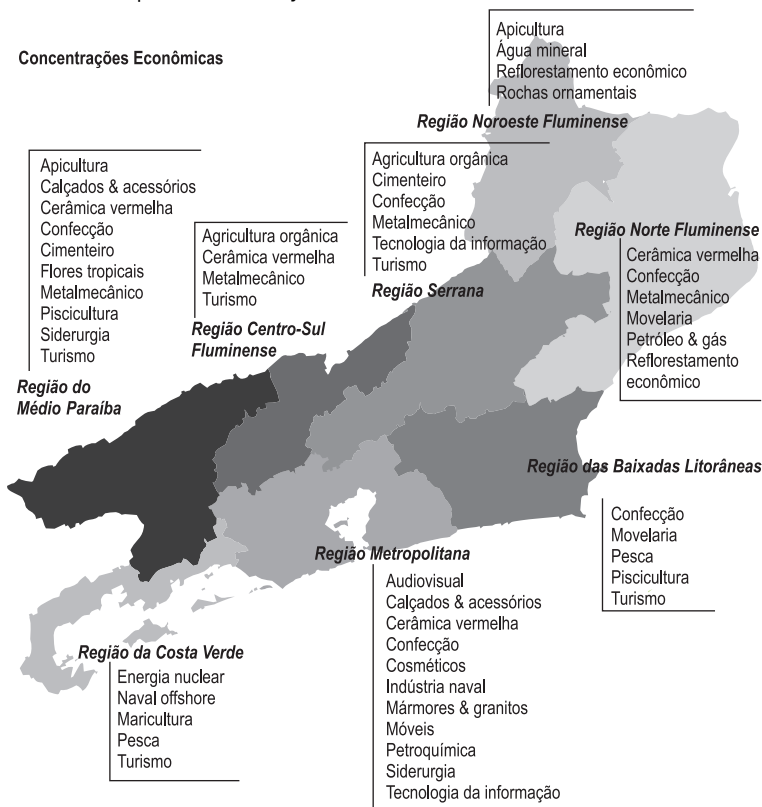 Concentrações Econômicas
Apicultura
Água mineral
Reflorestamento econômico
Rochas ornamentais
Região Noroeste Fluminense
Apicultura
Calçados & acessórios
Cerâmica vermelha
Confecção
Cimenteiro
Flores tropicais
Metalmecânico
Piscicultura
Siderurgia
Turismo
Região do
Médio Paraíba
Agricultura orgânica
Cerâmica vermelha
Metalmecânico
Turismo
Região Centro-Sul
Fluminense
Agricultura orgânica
Cimenteiro
Confecção
Metalmecânico
Tecnologia da informação
Turismo
Região Serrana
Região Norte Fluminense
Cerâmica vermelha
Confecção
Metalmecânico
Movelaria
Petróleo & gás
Reflorestamento
econômico
Região das Baixadas Litorâneas
Confecção
Movelaria
Pesca
Piscicultura
Turismo
Região Metropolitana
Audiovisual
Calçados & acessórios
Cerâmica vermelha
Confecção
Cosméticos
Indústria naval
Mármores & granitos
Móveis
Petroquímica
Siderurgia
Tecnologia da informação
Região da Costa Verde
Energia nuclear
Naval offshore
Maricultura
Pesca
Turismo